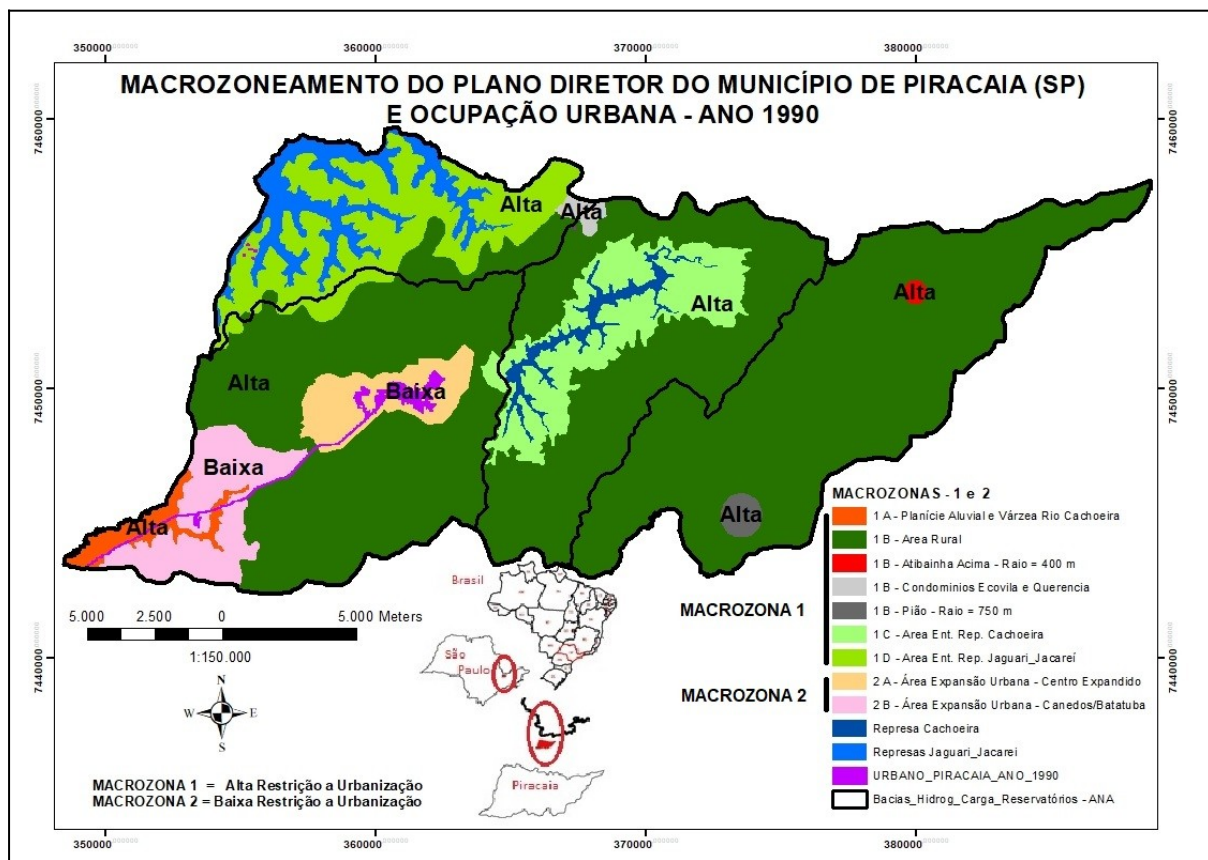 350000
360000
370000
380000
MACROZONEAMENTO DO PLANO DIRETOR DO MUNICÍPIO DE PIRACAIA (SP)
E OCUPAÇÃO URBANA - ANO 1990
7460000
7460000
Alta
Alta
Alta
Alta
Alta
7450000
Baixa
7450000
Baixa
Alta
Alta
MACROZONAS - 1 e 2
1 A - Planície Aluvial e Várzea Rio Cachoeira
1 B - Area Rural
1 B - Atibainha Acima - Raio = 400 m
1 B - Condominios Ecovila e Querencia
1 B - Pião - Raio = 750 m
1 C - Area Ent. Rep. Cachoeira
1 D - Area Ent. Rep. Jaguari_Jacareí
2 A - Área Expansão Urbana - Centro Expandido
2 B - Área Expansão Urbana - Canedos/Batatuba
Represa Cachoeira
Represas Jaguari_Jacarei
URBANO_PIRACAIA_ANO_1990
Bacias_Hidrog_Carga_Reservatórios - ANA
MACROZONA 1
MACROZONA 2
Brasil
São
Paulo
Piracaia
5.000 2.500 0 5.000 Meters
1:150.000
7440000
7440000
N
W E
S
MACROZONA 1 = Alta Restrição a Urbanização
MACROZONA 2 = Baixa Restrição a Urbanização
350000
360000
370000
380000